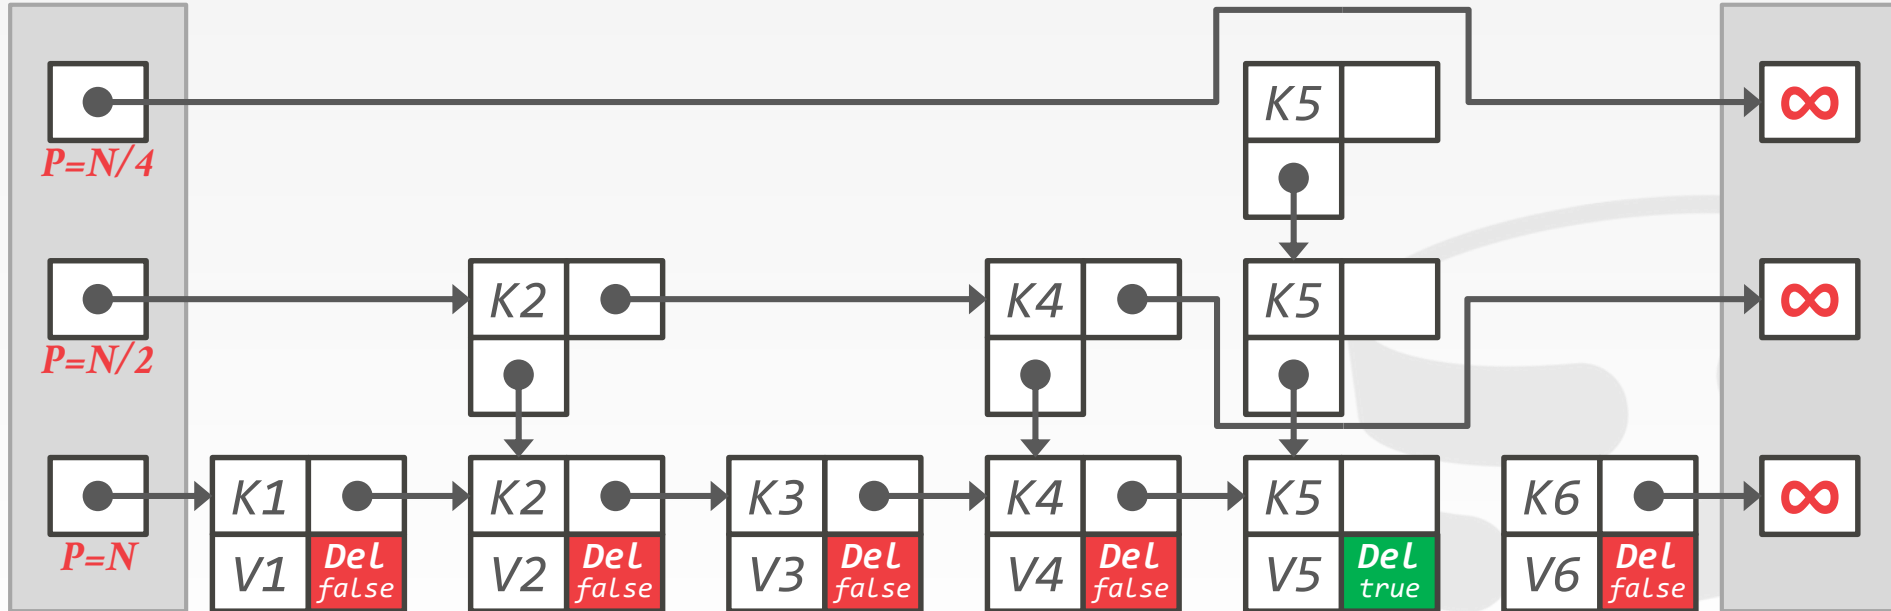 K5 ∞
P=N/4
K2 K4 K5 ∞
P=N/2
K1 K2 K3 K4 K5 K6 ∞
P=N
V1 Del false V2 Del false V3 Del false V4 Del false V5 Del true V6 Del false